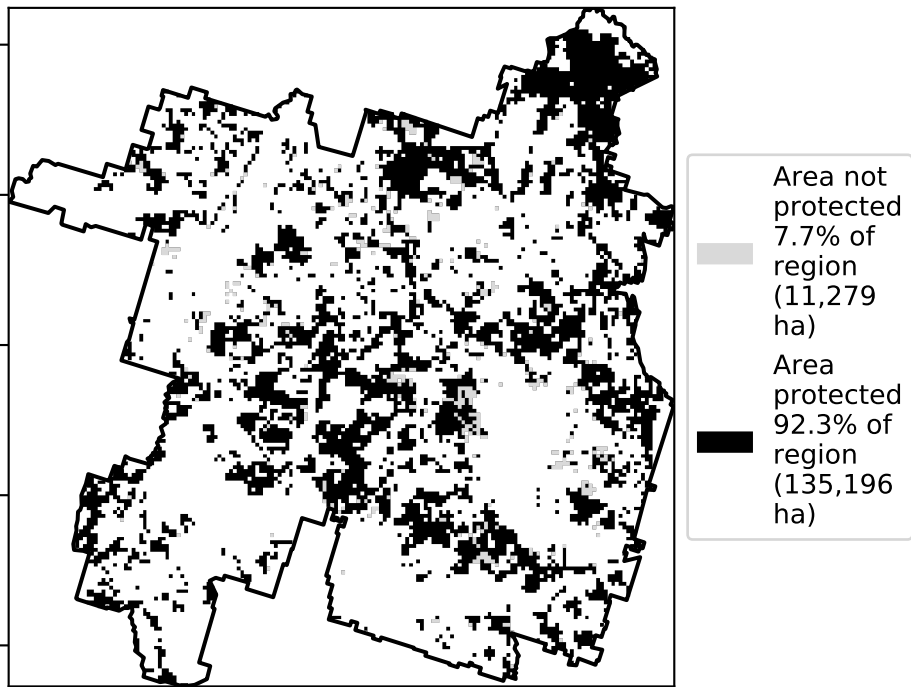 Area not
protected
7.7% of
region
(11,279
ha)
Area
protected
92.3% of
region
(135,196
ha)